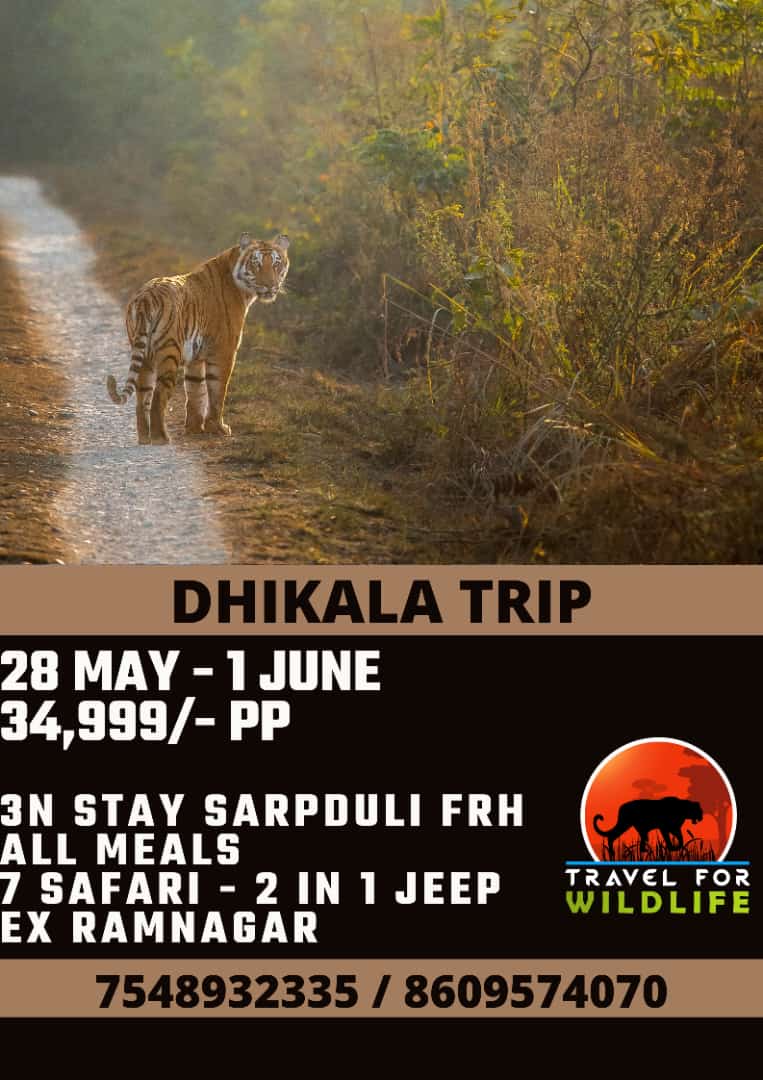 DHIKALA TRIP
28 MAY - 1 JUNE
34,999/- PP
3N STAY SARPDULI FRH
ALL MEALS
7 SAFARI - 2 IN 1 JEEP
EX RAMNAGAR
TRAVEL FOR
WILDLIFE
7548932335 / 8609574070